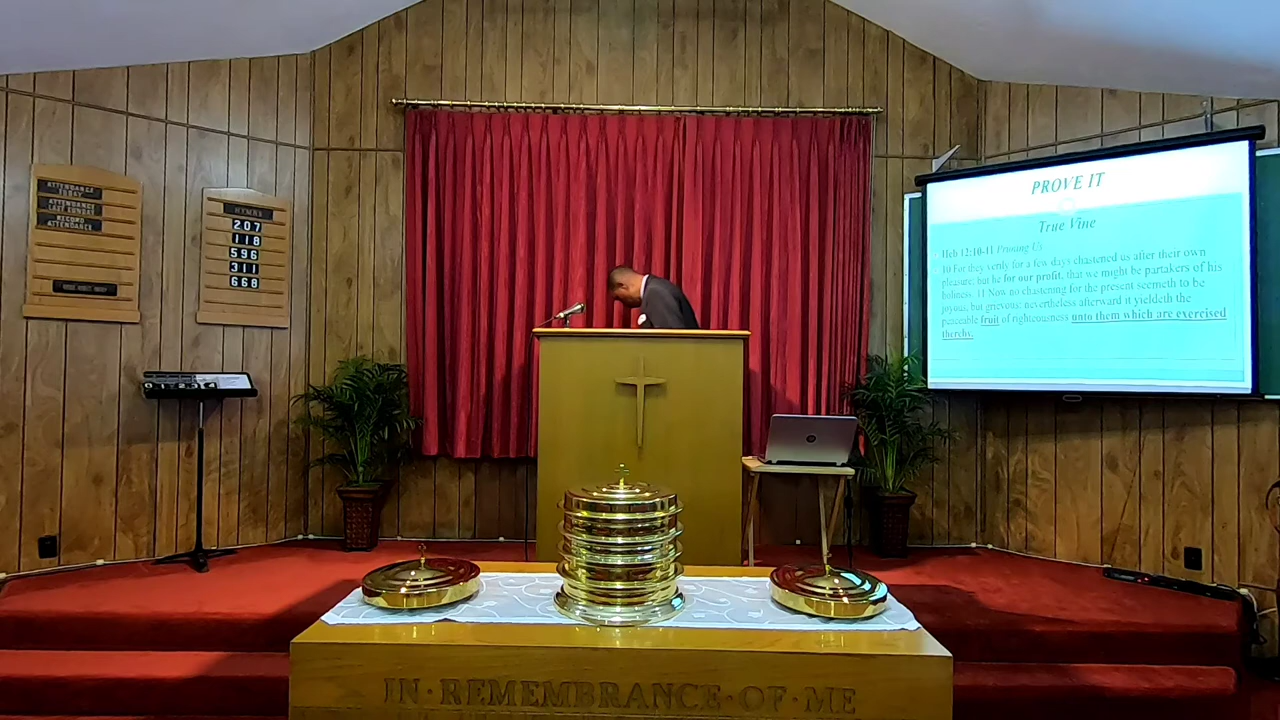 ATTENDANCE
TODAY
ATTENDANCE
LAST SUNDAY
RECORD
ATTENDANCE
HYMNS
207
118
596
311
668
PROVE IT
True Vine
Heb 12:10-11 Pruning Us
10 For they verily for a few days chastened us after their own
pleasure; but he for our profit, that we might be partakers of his
holiness. 11 Now no chastening for the present seemeth to be
joyous, but grievous: nevertheless afterward it yieldeth the
peaceable fruit of righteousness unto them which are exercised
thereby.
hp
IN·REMEMBRANCE·OF·ME